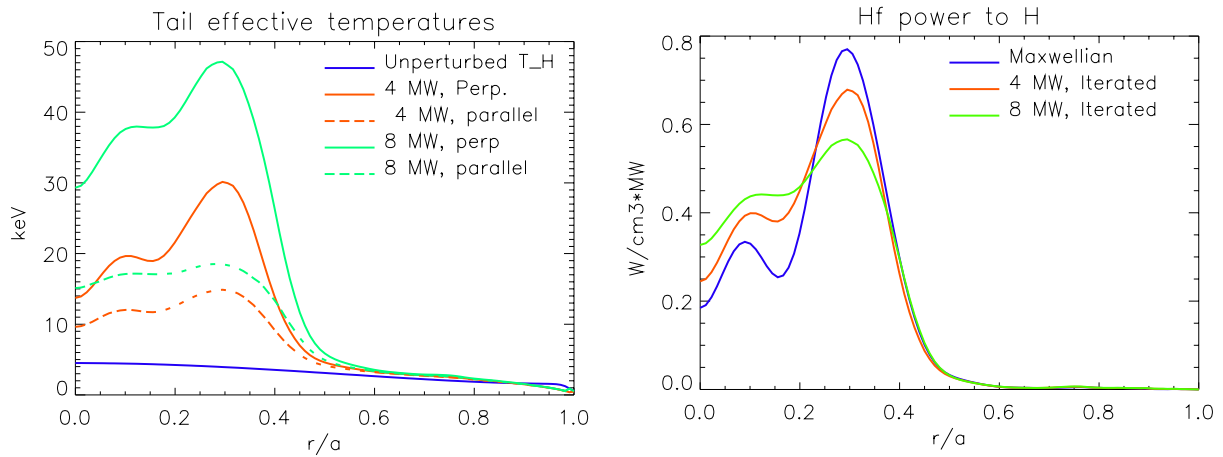 Tail effective temperatures
50
40
30
20
10
0
keV
Unperturbed T_H
4 MW, Perp.
4 MW, parallel
8 MW, perp
8 MW, parallel
0.0 0.2 0.4 0.6 0.8 1.0
r/a
Hf power to H
0.8
0.6
0.4
0.2
0.0
W/cm3*MW
Maxwellian
4 MW, Iterated
8 MW, Iterated
0.0 0.2 0.4 0.6 0.8 1.0
r/a